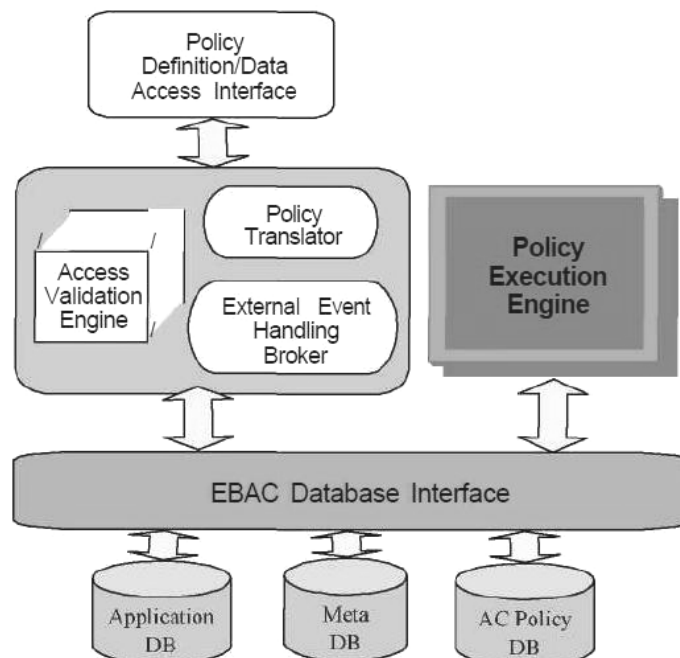 Policy
Definition/Data
Access Interface
Policy
Translator
Access
Validation
Engine
External Event
Handling
Broker
Policy
Execution
Engine
EBAC Database Interface
Application
DB
Meta
DB
AC Policy
DB